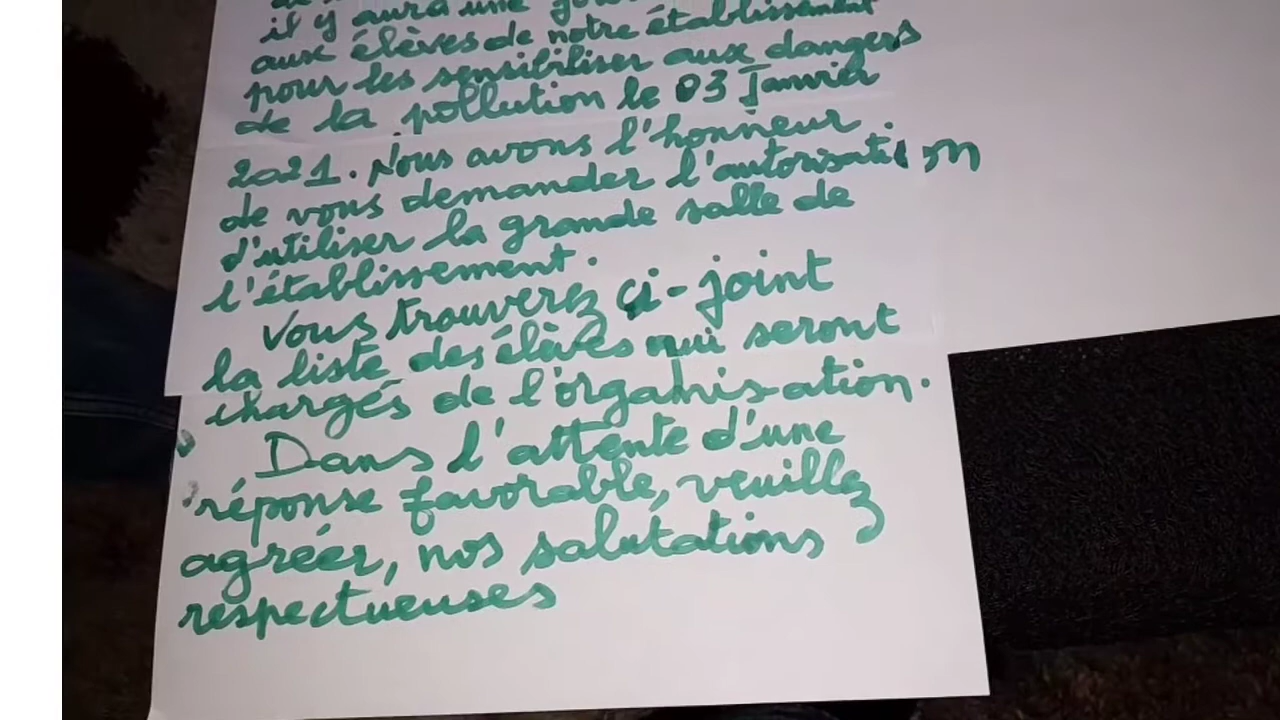 il y aura une
aux élèves de notre établissement
pour les sensibiliser aux dangers
de la pollution le 03 Janvier
2021. Nous avons l'honneur
de vous demander l'autorisation
d'utiliser la grande salle de
l'établissement.
Vous trouverez ci-joint
la liste des élèves qui seront
chargés de l'organisation.
Dans l'attente d'une
réponse favorable, veuillez
agréer, nos salutations
respectueuses